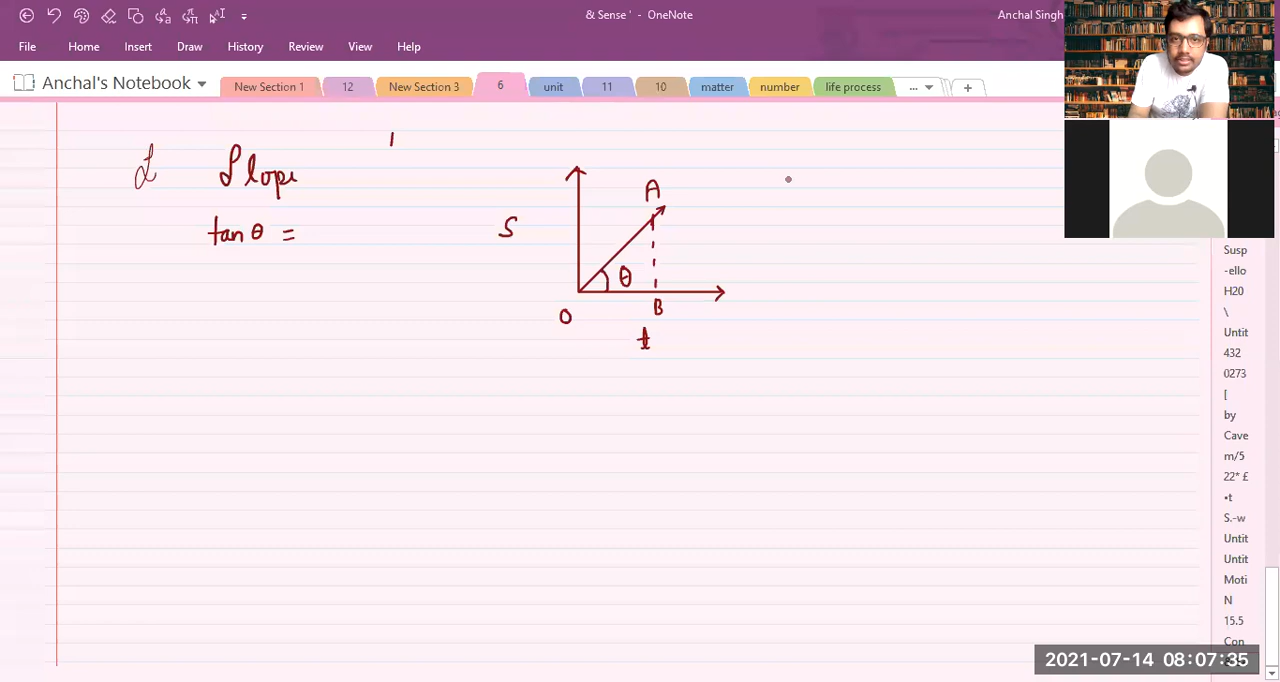 & Sense ' - OneNote
Anchal Singh
File Home Insert Draw History Review View Help
Anchal's Notebook
New Section 1 12 New Section 3 6 unit 11 10 matter number life process ... +
Slope
tan θ =
S
A
θ
O
B
t
Susp
-ello
H20
\
Untit
432
0273
[
by
Cave
m/5
22* £
•t
S.-w
Untit
Untit
Moti
N
15.5
Con
2021-07-14 08:07:35